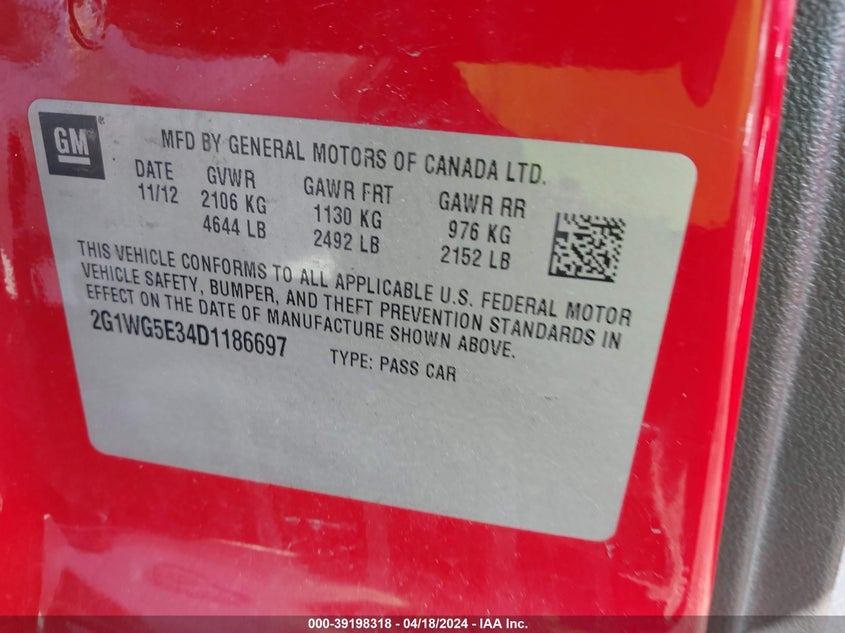 GM®
MFD BY GENERAL MOTORS OF CANADA LTD.
DATE GVWR GAWR FRT GAWR RR
11/12 2106 KG 1130 KG 976 KG
4644 LB 2492 LB 2152 LB
THIS VEHICLE CONFORMS TO ALL APPLICABLE U.S. FEDERAL MOTOR
VEHICLE SAFETY, BUMPER, AND THEFT PREVENTION STANDARDS IN
EFFECT ON THE DATE OF MANUFACTURE SHOWN ABOVE.
2G1WG5E34D1186697 TYPE: PASS CAR
000-39198318 - 04/18/2024 - IAA Inc.